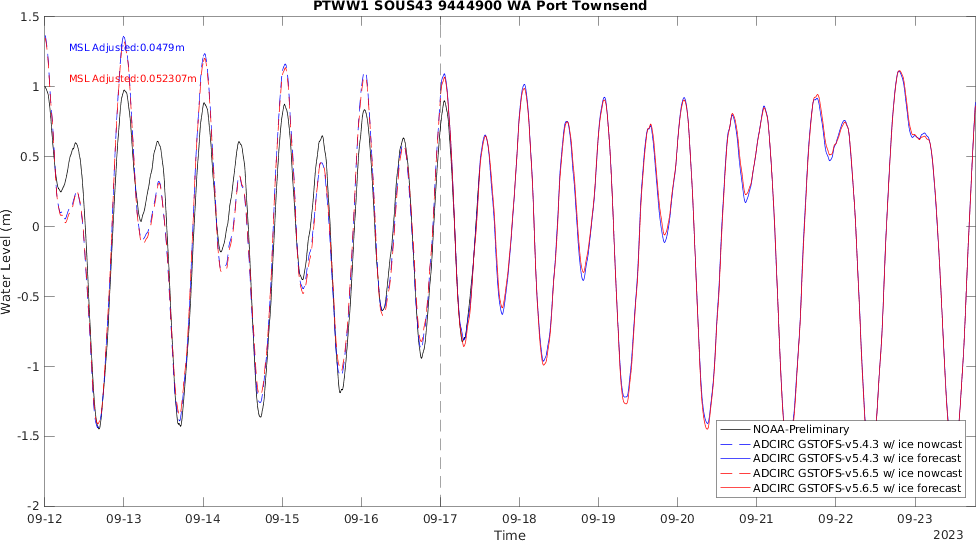 PTWW1 SOUS43 9444900 WA Port Townsend
1.5
MSL Adjusted:0.0479m
MSL Adjusted:0.052307m
1
0.5
0
-0.5
-1
-1.5
-2
Water Level (m)
NOAA-Preliminary
ADCIRC GSTOFS-v5.4.3 w/ ice nowcast
ADCIRC GSTOFS-v5.4.3 w/ ice forecast
ADCIRC GSTOFS-v5.6.5 w/ ice nowcast
ADCIRC GSTOFS-v5.6.5 w/ ice forecast
09-12 09-13 09-14 09-15 09-16 09-17 09-18 09-19 09-20 09-21 09-22 09-23
Time
2023